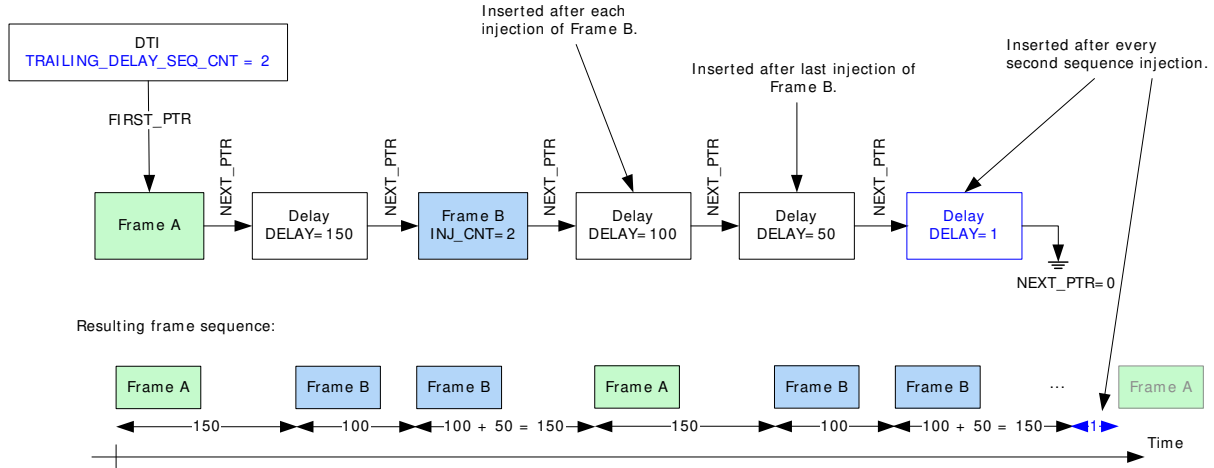 Inserted after each
injection of Frame B.
DTI
TRAILING_DELAY_SEQ_CNT = 2
Inserted after every
second sequence injection.
Inserted after last injection of
Frame B.
FIRST_PTR
NEXT_PTR
NEXT_PTR
NEXT_PTR
NEXT_PTR
NEXT_PTR
Frame A
Delay
DELAY=150
Frame B
INJ_CNT=2
Delay
DELAY=100
Delay
DELAY=50
Delay
DELAY=1
NEXT_PTR=0
Resulting frame sequence:
Frame A
Frame B
Frame B
Frame A
Frame B
Frame B
...
Frame A
150
100
100 + 50 = 150
150
100
100 + 50 = 150
1
Time